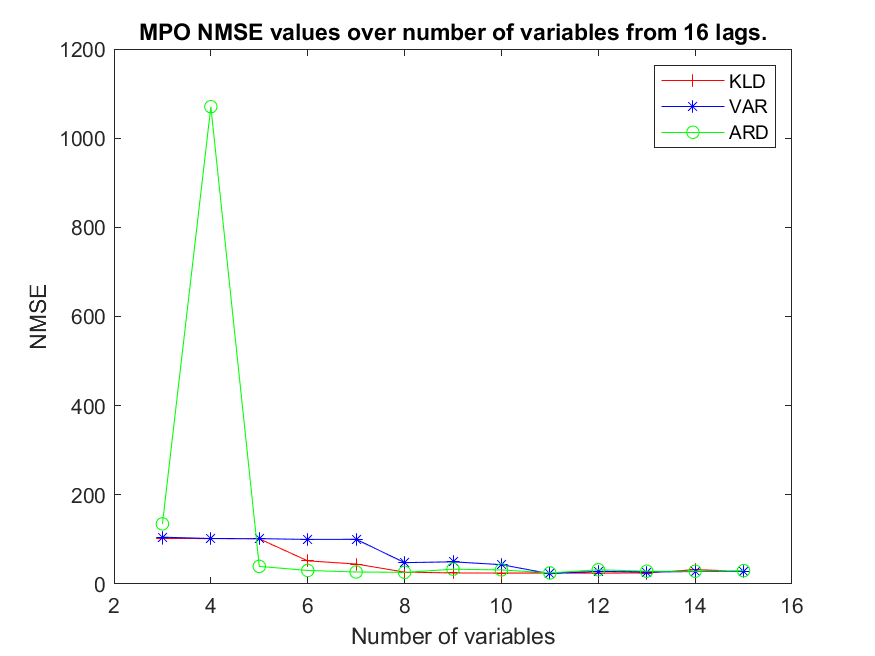 MPO NMSE values over number of variables from 16 lags.
KLD
VAR
ARD
1200
1000
800
600
400
200
0
NMSE
2 4 6 8 10 12 14 16
Number of variables